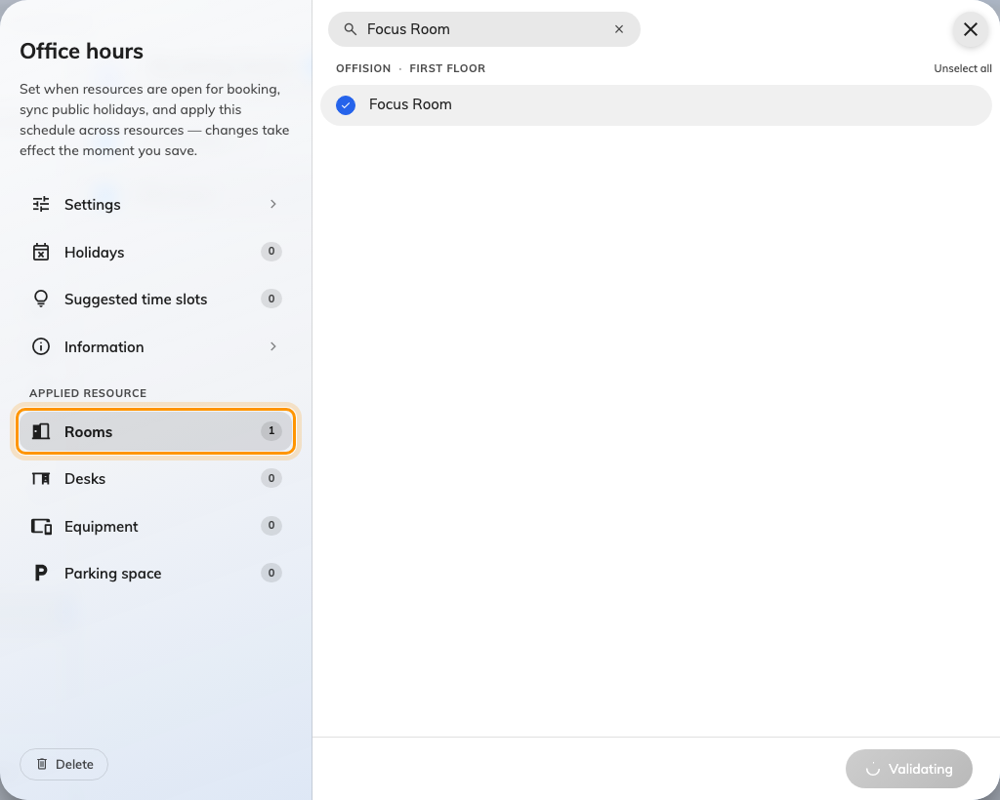 Office hours
Set when resources are open for booking,
sync public holidays, and apply this
schedule across resources — changes take
effect the moment you save.
Settings
Holidays 0
Suggested time slots 0
Information
APPLIED RESOURCE
Rooms 1
Desks 0
Equipment 0
Parking space 0
Delete
Focus Room
OFFISION · FIRST FLOOR Unselect all
Focus Room
Validating